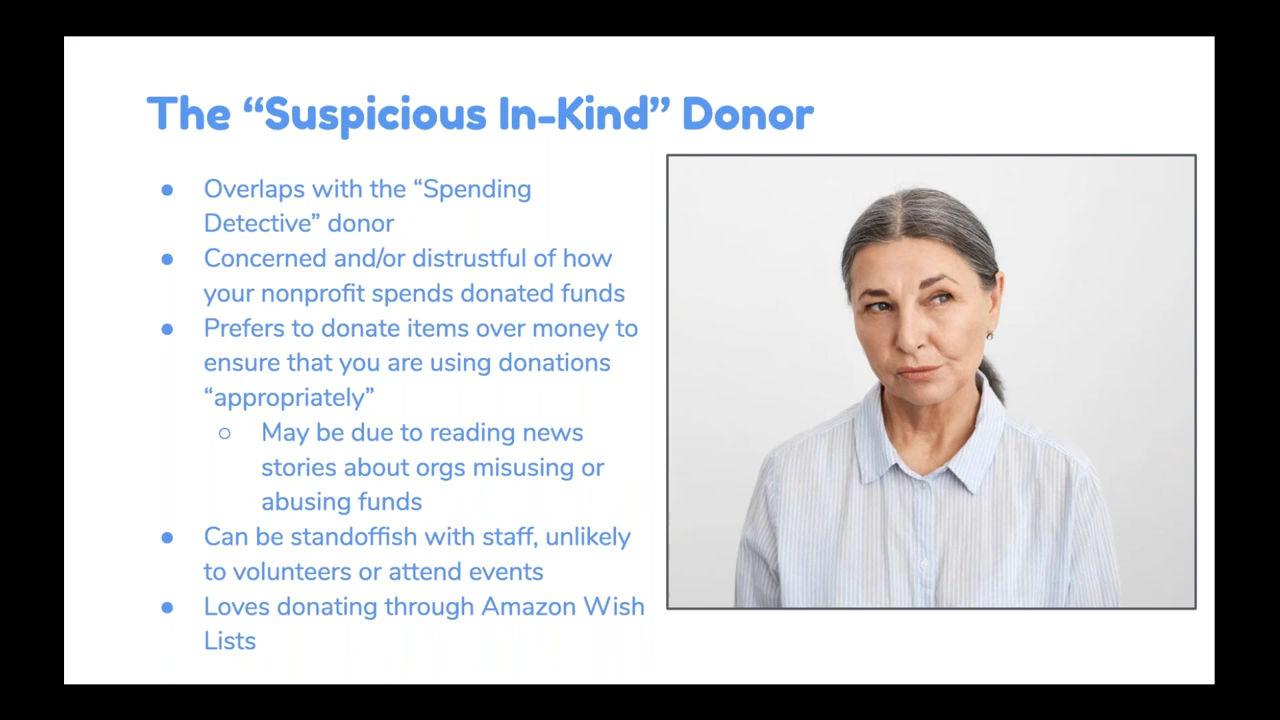 The “Suspicious In-Kind” Donor
● Overlaps with the “Spending
Detective” donor
● Concerned and/or distrustful of how
your nonprofit spends donated funds
● Prefers to donate items over money to
ensure that you are using donations
“appropriately”
○ May be due to reading news
stories about orgs misusing or
abusing funds
● Can be standoffish with staff, unlikely
to volunteers or attend events
● Loves donating through Amazon Wish
Lists